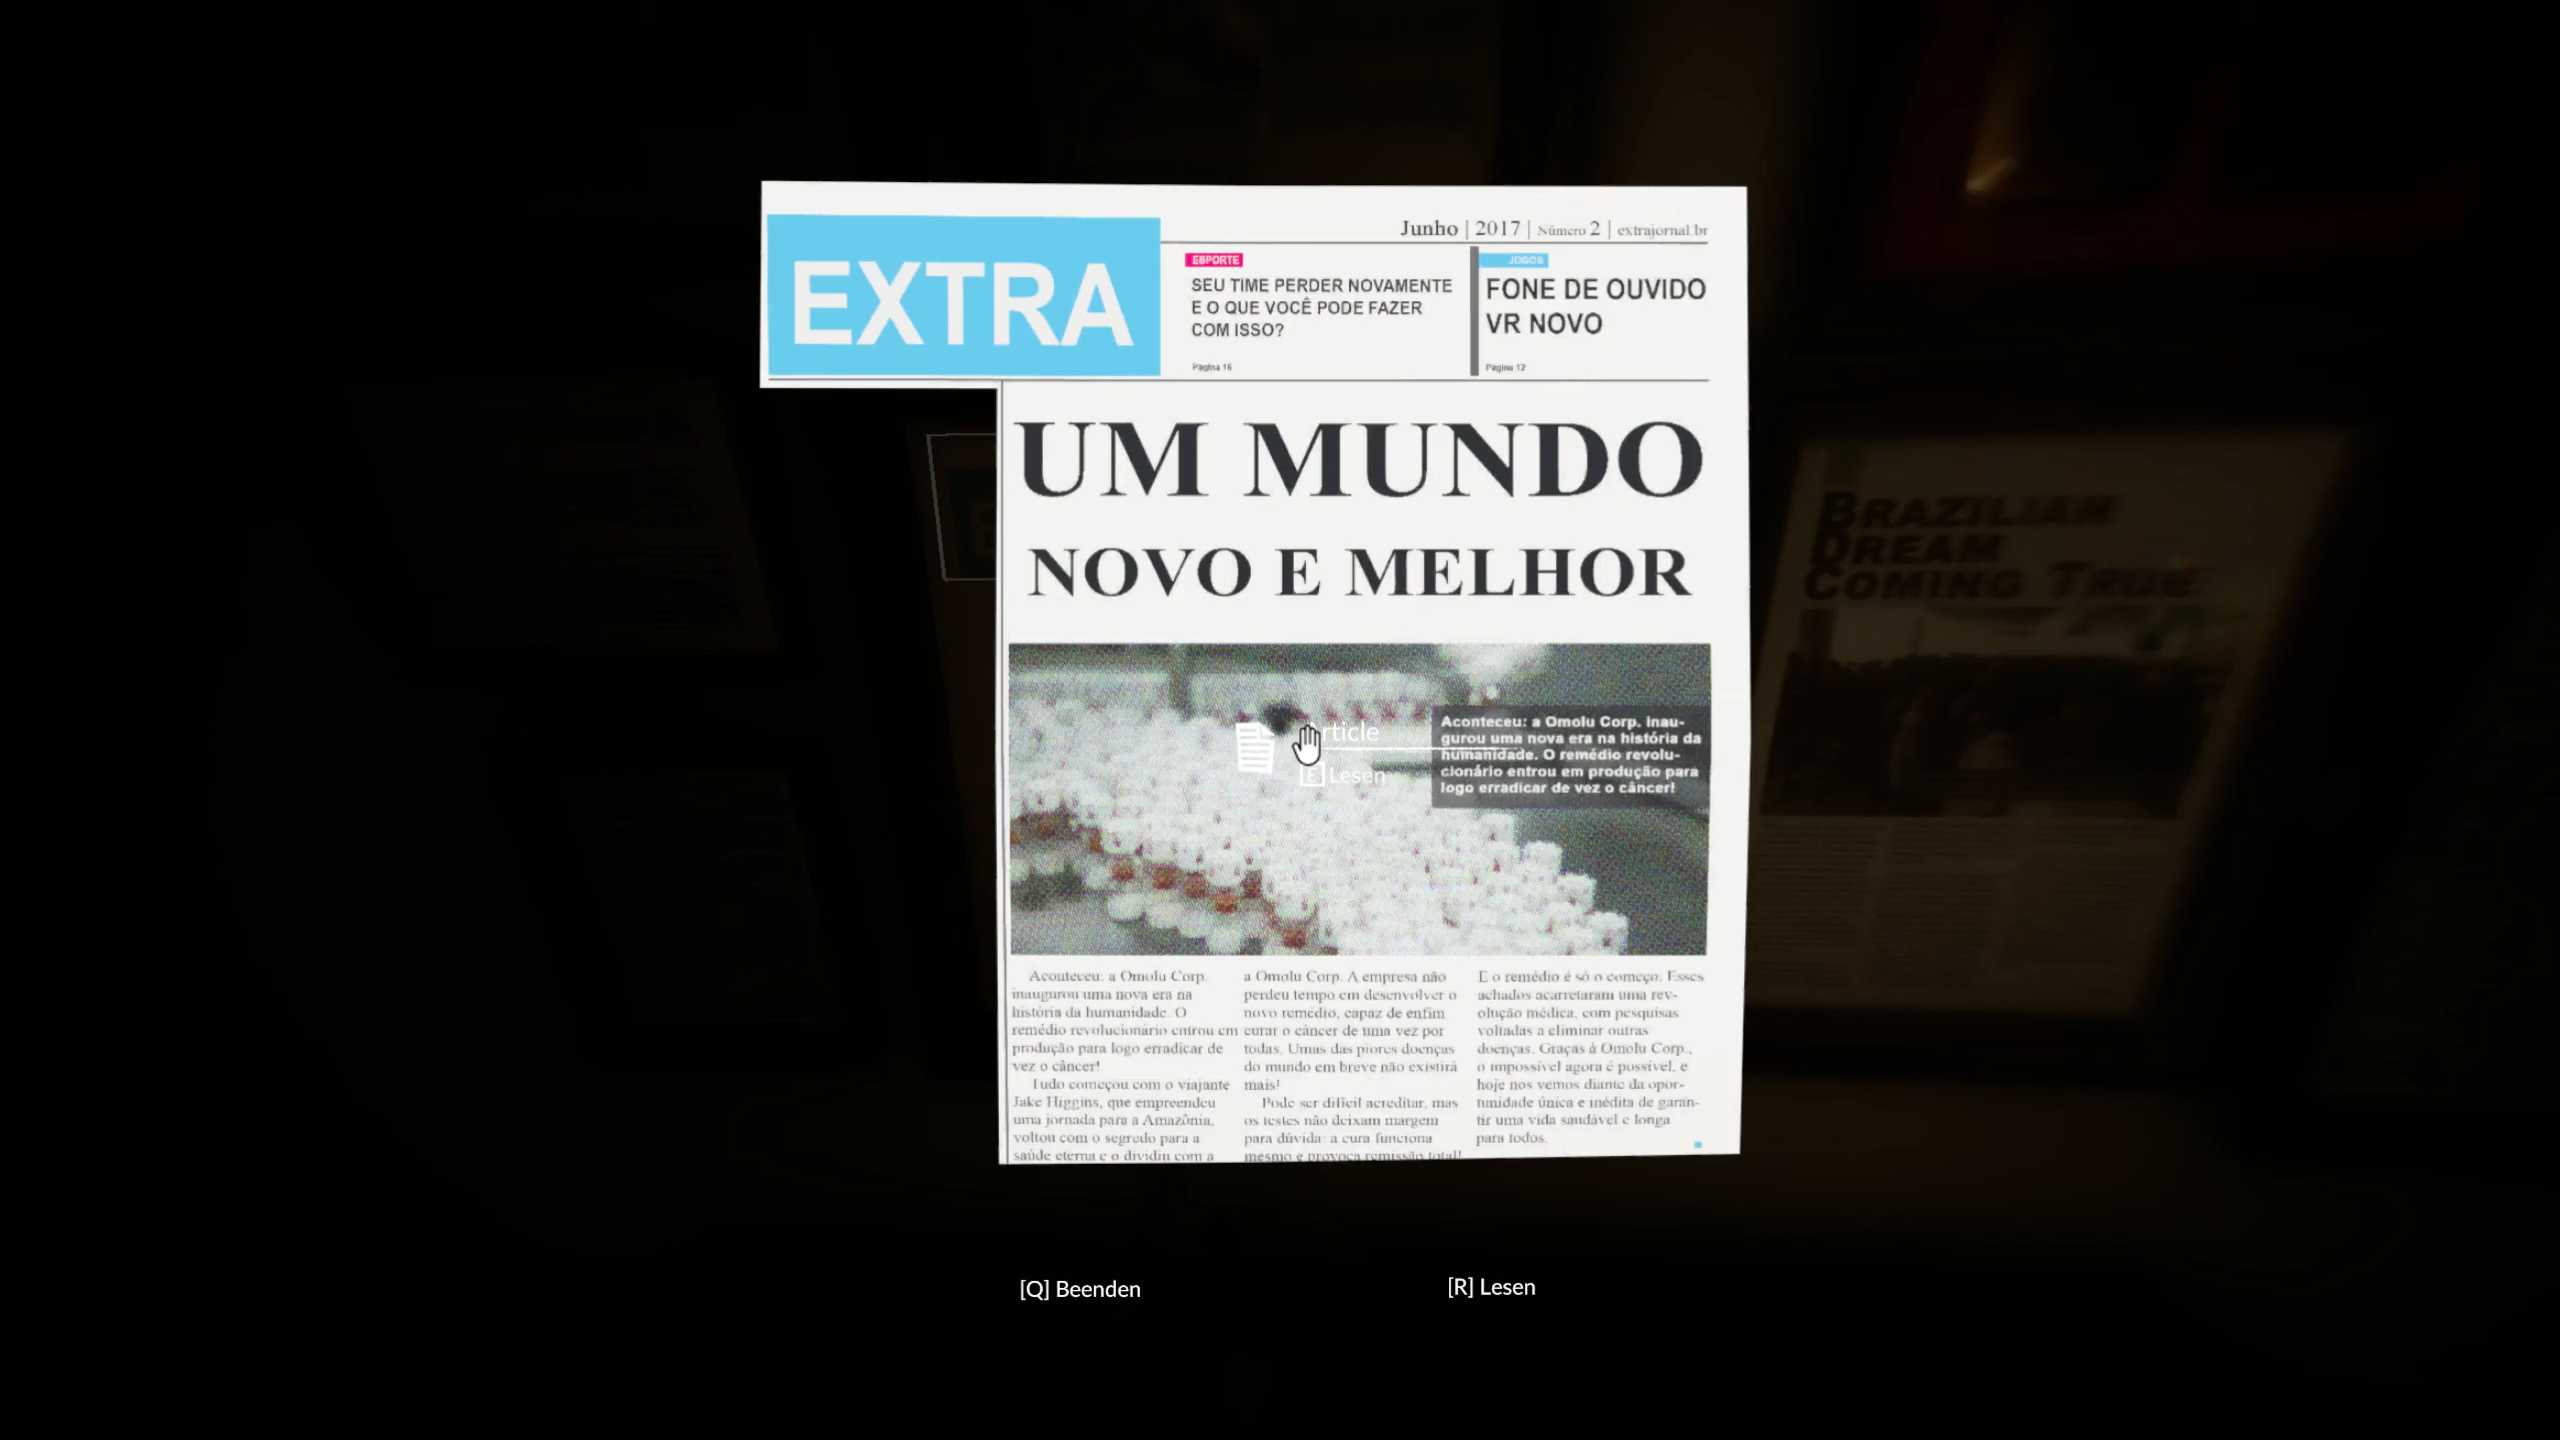 Junho | 2017 | Número 2 | extrajornal.br
EXTRA
ESPORTE
SEU TIME PERDER NOVAMENTE
E O QUE VOCÊ PODE FAZER
COM ISSO?
Pagina 16
JOGOS
FONE DE OUVIDO
VR NOVO
Pagina 12
UM MUNDO
NOVO E MELHOR
Aconteceu: a Omolu Corp. inau-
gurou uma nova era na história da
humanidade. O remédio revolu-
cionário entrou em produção para
logo erradicar de vez o câncer!
rticle
[E] Lesen
Aconteceu: a Omolu Corp.
inaugurou uma nova era na
história da humanidade. O
remédio revolucionário entrou em
produção para logo erradicar de
vez o câncer!
Tudo começou com o viajante
Jake Higgins, que empreendeu
uma jornada para a Amazônia,
voltou com o segredo para a
saúde eterna e o dividiu com a
a Omolu Corp. A empresa não
perdeu tempo em desenvolver o
novo remédio, capaz de enfim
curar o câncer de uma vez por
todas. Umas das piores doenças
do mundo em breve não existirá
mais!
Pode ser difícil acreditar, mas
os testes não deixam margem
para dúvida: a cura funciona
mesmo e provoca remissão total!
E o remédio é só o começo. Esses
achados acarretaram uma rev-
olução médica, com pesquisas
voltadas a eliminar outras
doenças. Graças à Omolu Corp.,
o impossível agora é possível, e
hoje nos vemos diante da opor-
tunidade única e inédita de garan-
tir uma vida saudável e longa
para todos.
BRAZILIAN
DREAM
COMING TRUE
[Q] Beenden
[R] Lesen